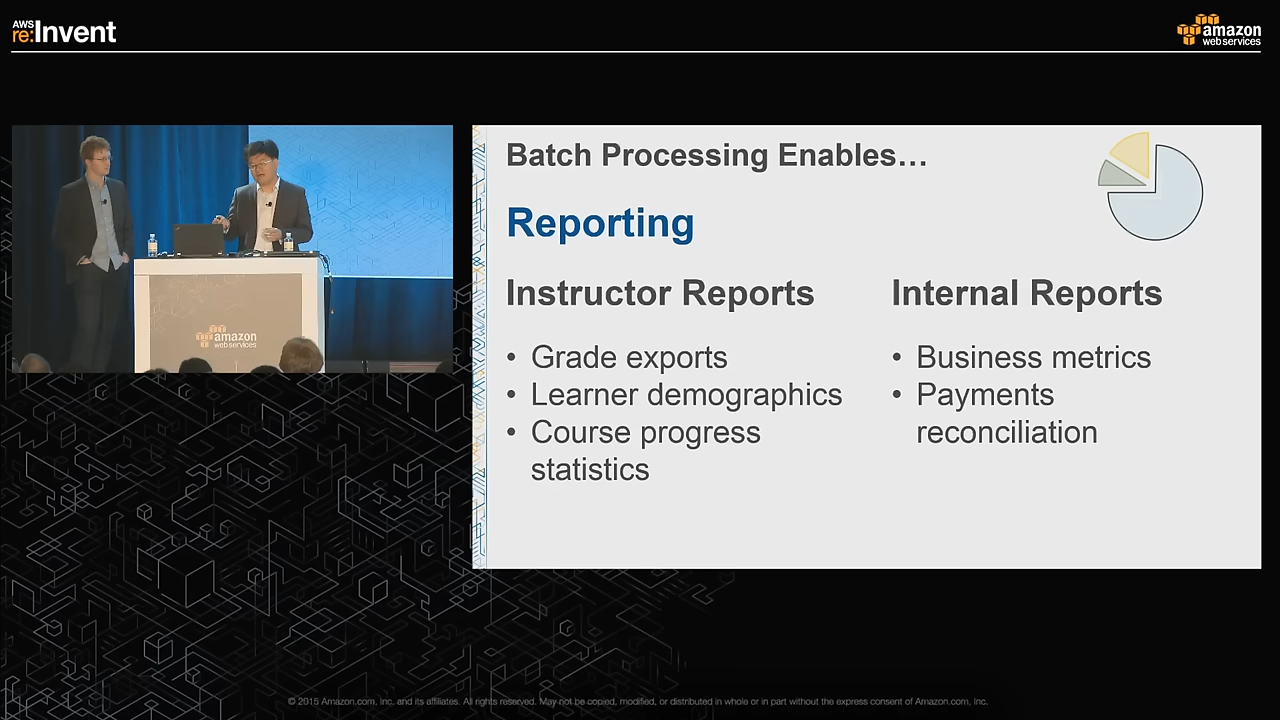 AWS
re:Invent
amazon
web services
Batch Processing Enables…
Reporting
Instructor Reports
• Grade exports
• Learner demographics
• Course progress
statistics
Internal Reports
• Business metrics
• Payments
reconciliation
amazon
web services
© 2015 Amazon.com, Inc. and its affiliates. All rights reserved. May not be copied, modified, or distributed in whole or in part without the express consent of Amazon.com, Inc.